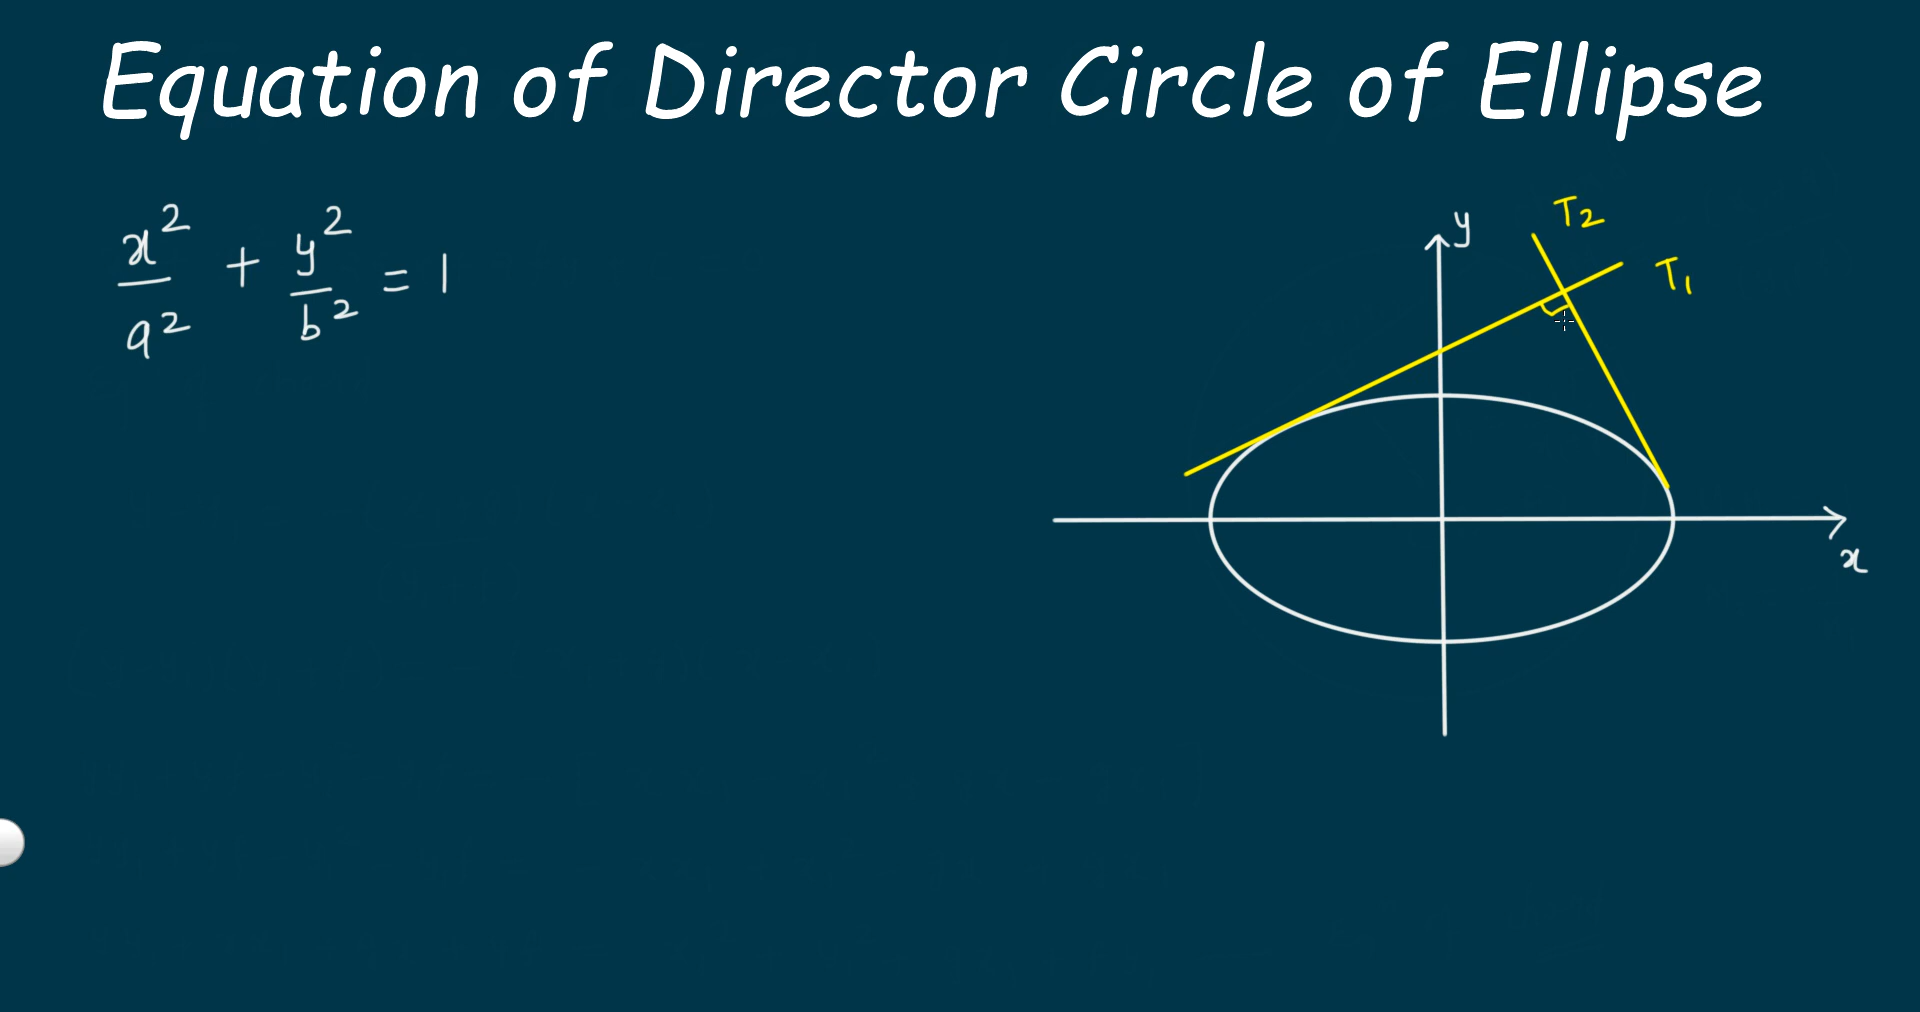 Equation of Director Circle of Ellipse
x²/a² + y²/b² = 1
y
T₂
T₁
x